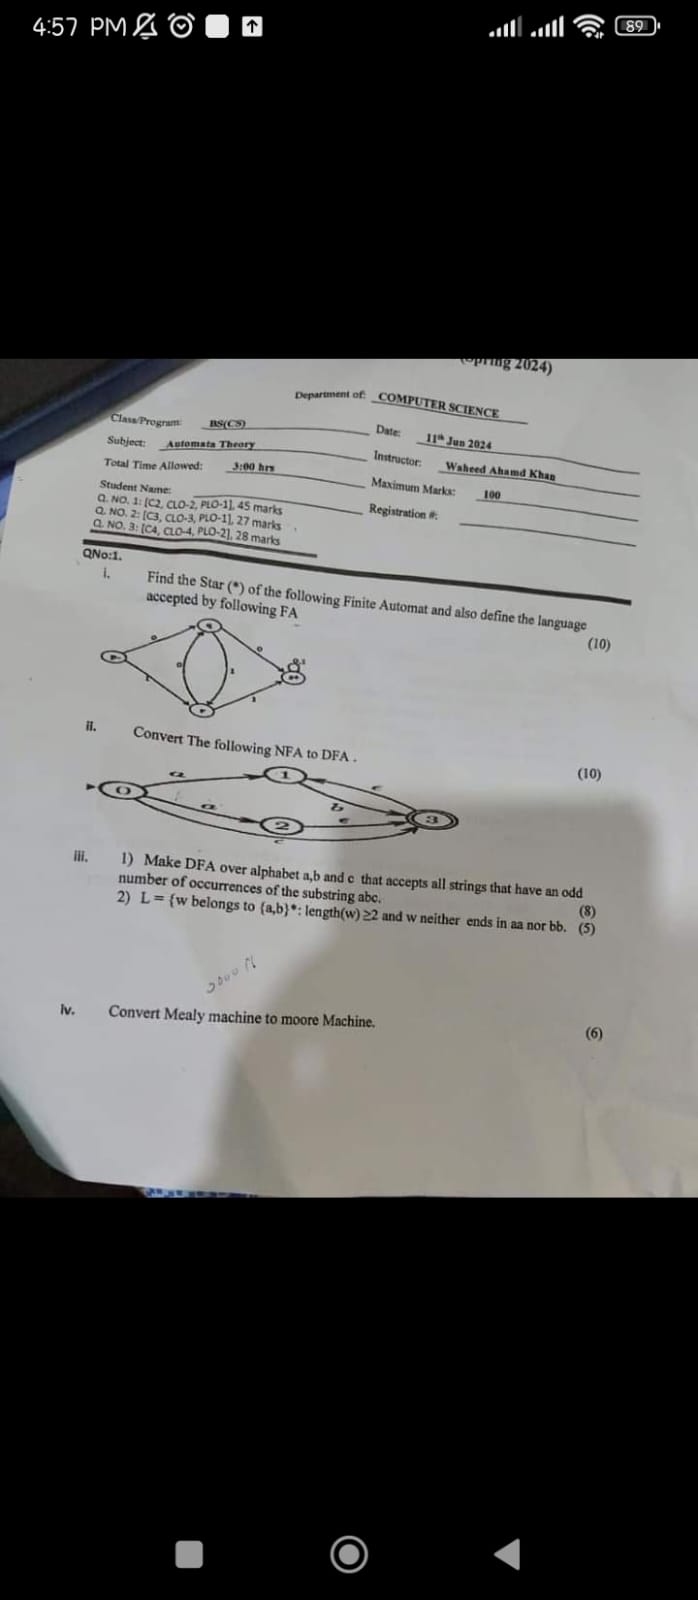 4:57 PM
89
(Spring 2024)
Department of: COMPUTER SCIENCE
Class/Program: BS(CS)
Date: 11th Jun 2024
Subject: Automata Theory
Instructor: Waheed Ahamd Khan
Total Time Allowed: 3:00 hrs
Maximum Marks: 100
Student Name:
Registration #:
Q. NO. 1: [C2, CLO-2, PLO-1], 45 marks
Q. NO. 2: [C3, CLO-3, PLO-1], 27 marks
Q. NO. 3: [C4, CLO-4, PLO-2], 28 marks
QNo:1.
i. Find the Star (*) of the following Finite Automat and also define the language
accepted by following FA (10)
ii. Convert The following NFA to DFA . (10)
a
1
0
a
b
3
2
iii. 1) Make DFA over alphabet a,b and c that accepts all strings that have an odd
number of occurrences of the substring abc. (8)
2) L = {w belongs to {a,b}*: length(w) ≥2 and w neither ends in aa nor bb. (5)
iv. Convert Mealy machine to moore Machine. (6)